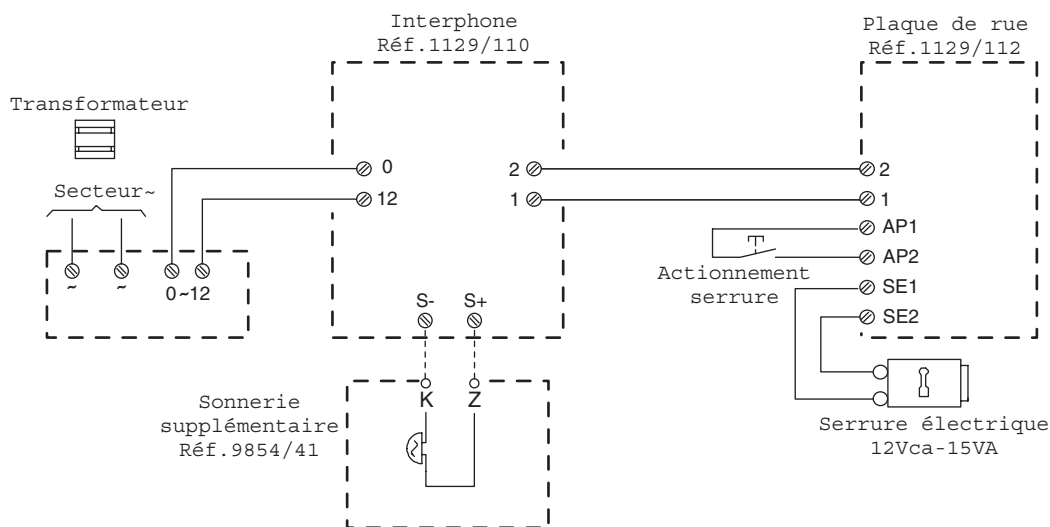 Interphone
Réf.1129/110
Plaque de rue
Réf.1129/112
Transformateur
Secteur~
~ ~ 0~12
0
12
2
1
2
1
AP1
AP2
SE1
SE2
Actionnement
serrure
S- S+
K Z
Sonnerie
supplémentaire
Réf.9854/41
Serrure électrique
12Vca-15VA